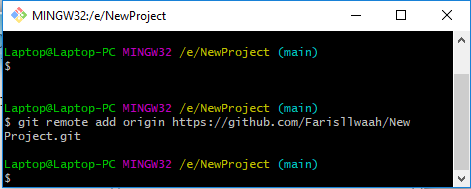 MINGW32:/e/NewProject
Laptop@Laptop-PC MINGW32 /e/NewProject (main)
$
Laptop@Laptop-PC MINGW32 /e/NewProject (main)
$ git remote add origin https://github.com/Farisllwaah/New
Project.git
Laptop@Laptop-PC MINGW32 /e/NewProject (main)
$